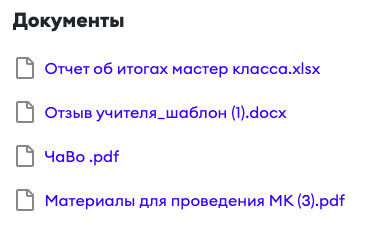 Документы
Отчет об итогах мастер класса.xlsx
Отзыв учителя_шаблон (1).docx
ЧаВо .pdf
Материалы для проведения МК (3).pdf